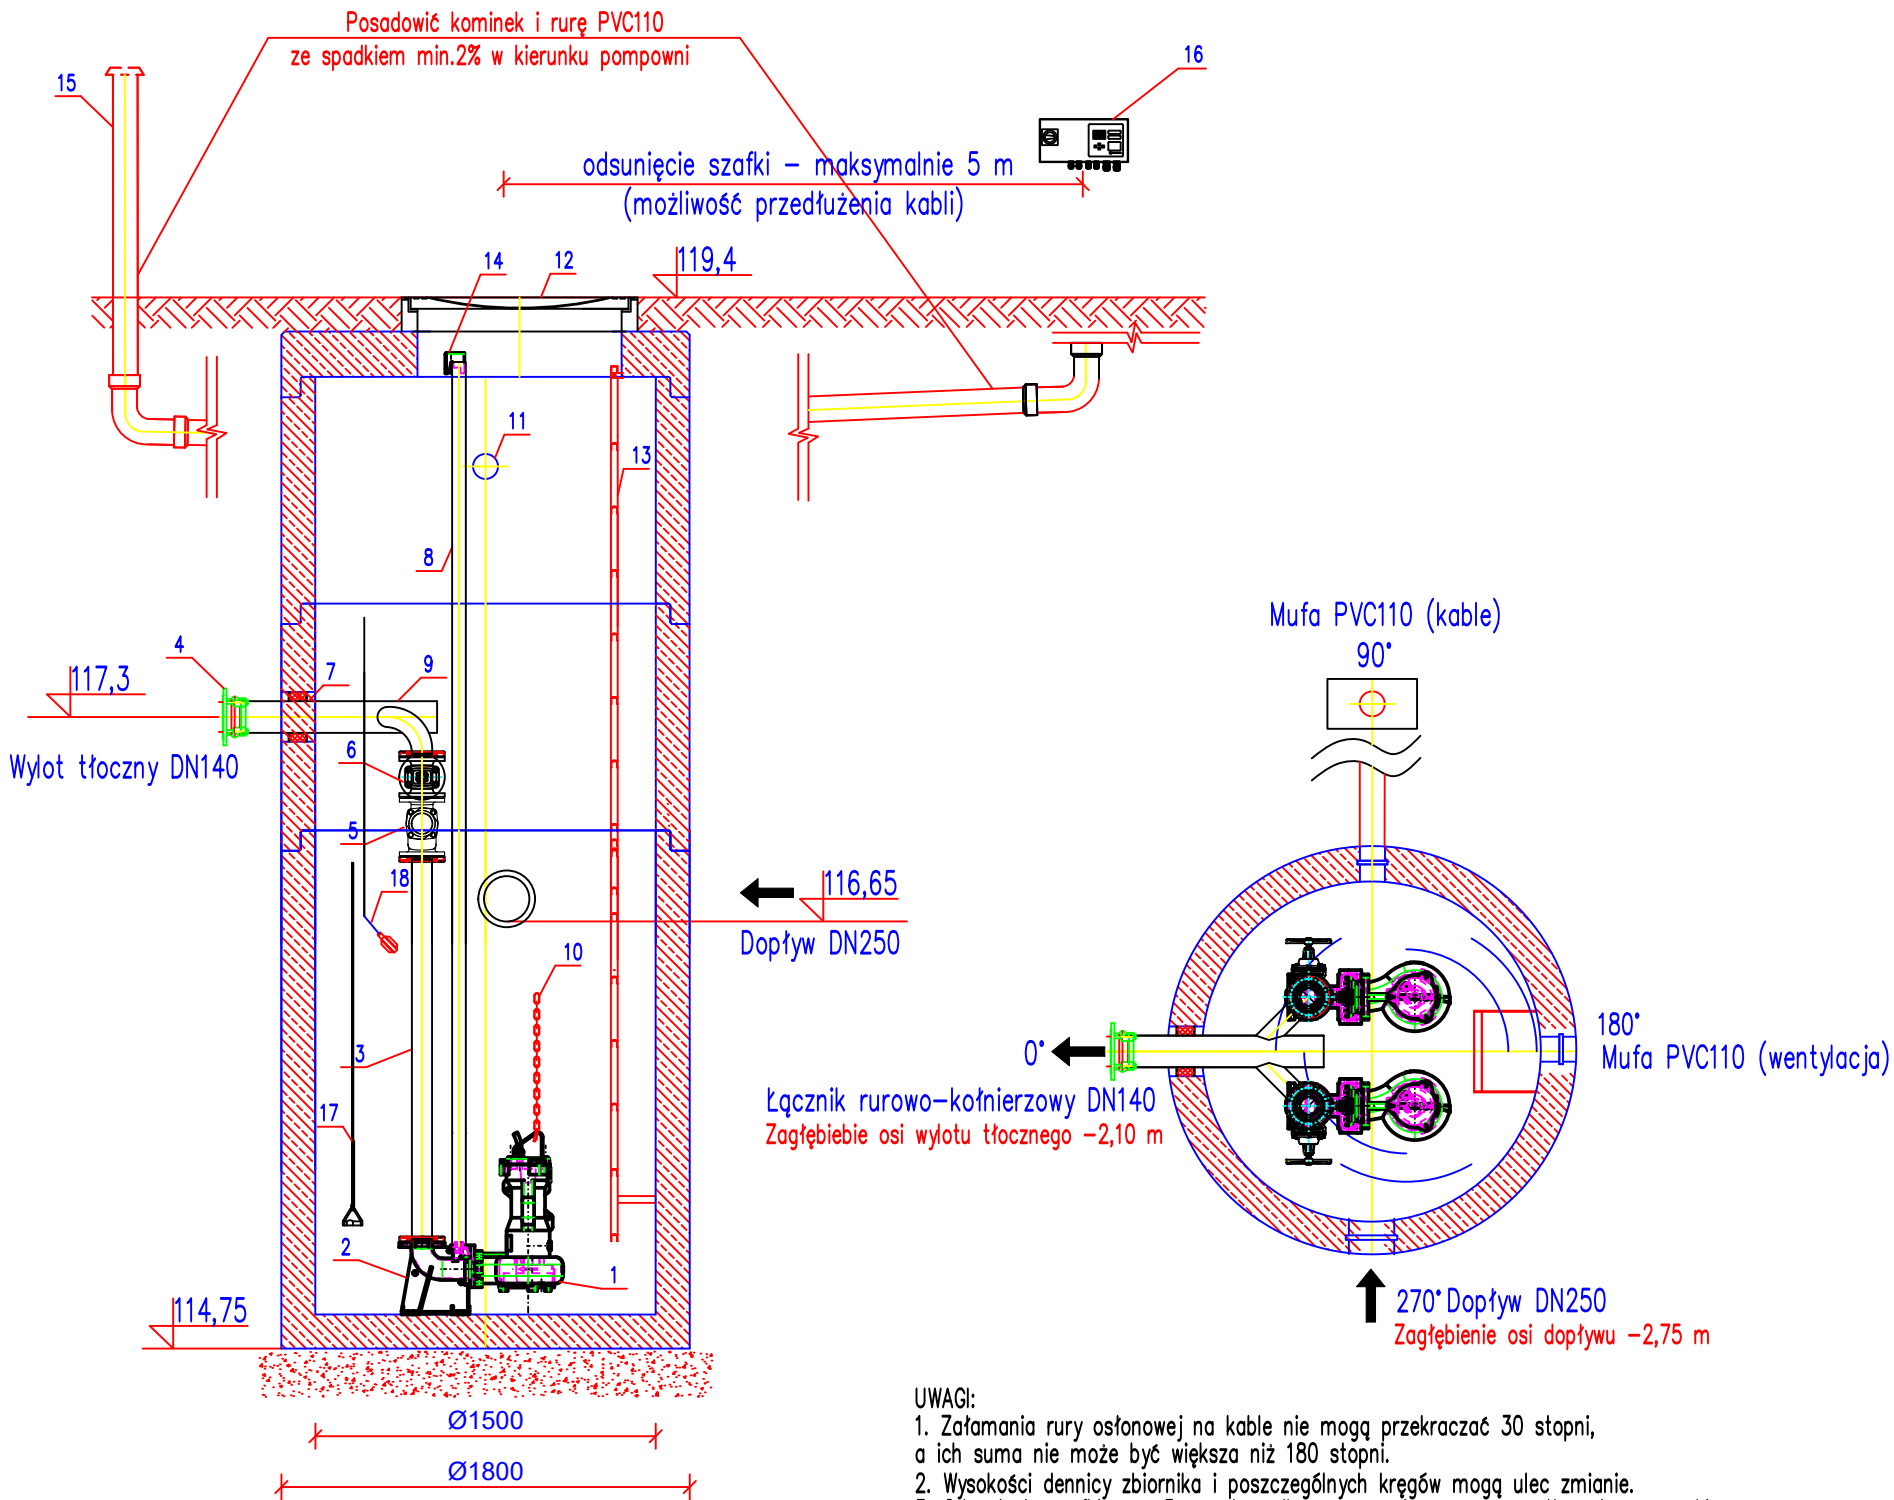 Posadowić kominek i rurę PVC110
ze spadkiem min.2% w kierunku pompowni
15
16
odsunięcie szafki – maksymalnie 5 m
(możliwość przedłużenia kabli)
14
12
119,4
11
13
8
4
7
9
117,3
Wylot tłoczny DN140
6
5
18
116,65
Dopływ DN250
10
3
17
2
1
114,75
Ø1500
Ø1800
Mufa PVC110 (kable)
90°
180°
Mufa PVC110 (wentylacja)
0°
Łącznik rurowo–kołnierzowy DN140
Zagłębiebie osi wylotu tłocznego –2,10 m
270° Dopływ DN250
Zagłębienie osi dopływu –2,75 m
UWAGI:
1. Załamania rury osłonowej na kable nie mogą przekraczać 30 stopni,
a ich suma nie może być większa niż 180 stopni.
2. Wysokości dennicy zbiornika i poszczególnych kręgów mogą ulec zmianie.